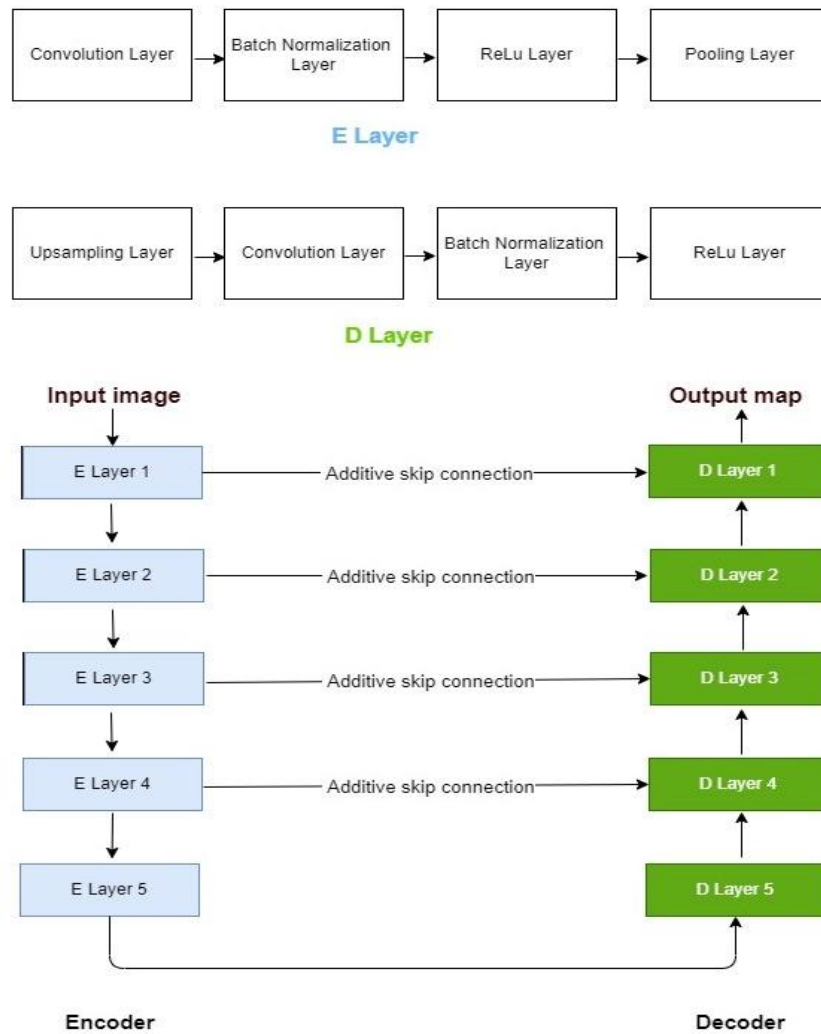 Convolution Layer
Batch Normalization
Layer
ReLu Layer
Pooling Layer
E Layer
Upsampling Layer
Convolution Layer
Batch Normalization
Layer
ReLu Layer
D Layer
Input image
Output map
E Layer 1
Additive skip connection
D Layer 1
E Layer 2
Additive skip connection
D Layer 2
E Layer 3
Additive skip connection
D Layer 3
E Layer 4
Additive skip connection
D Layer 4
E Layer 5
D Layer 5
Encoder
Decoder